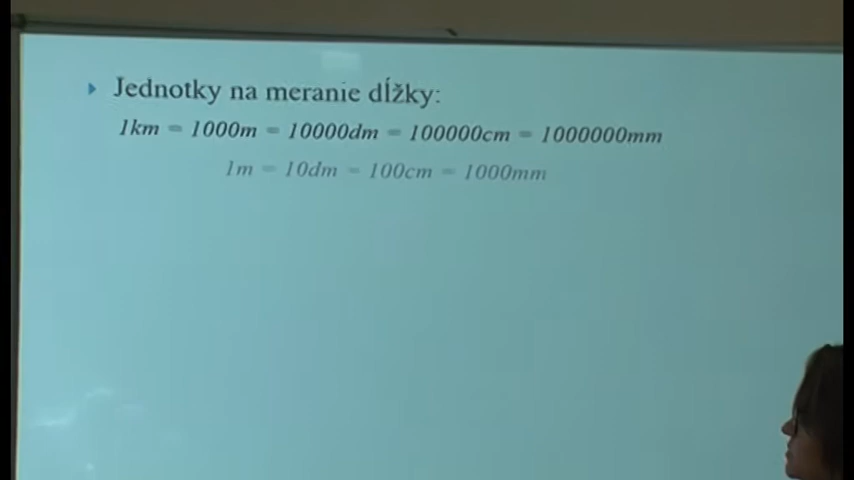 Jednotky na meranie dĺžky:
1km = 1000m = 10000dm = 100000cm = 1000000mm
1m = 10dm = 100cm = 1000mm